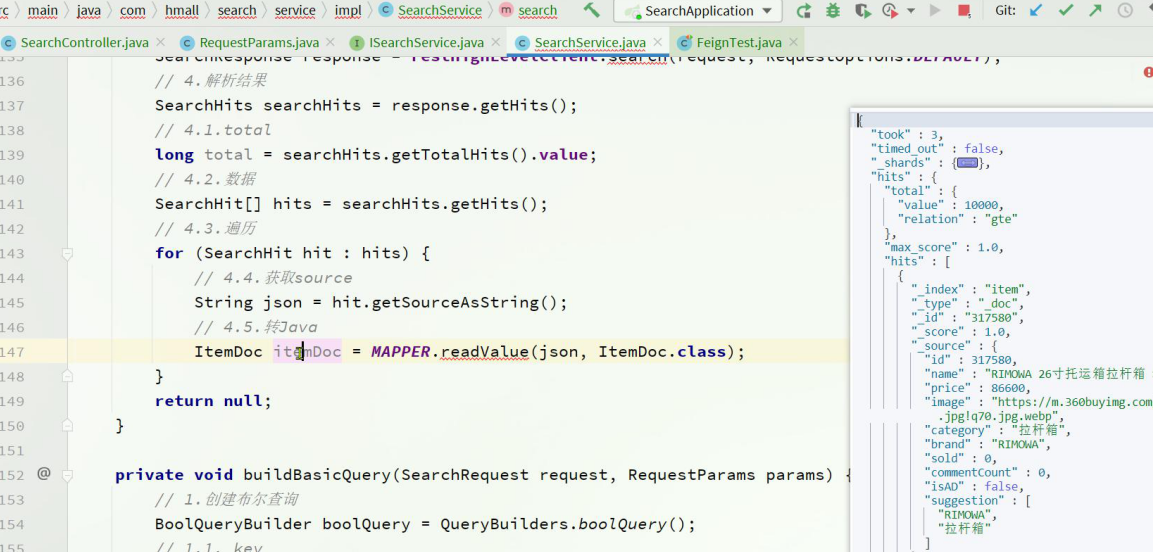 rc main java com hmall search service impl SearchService search SearchApplication Git:
SearchController.java RequestParams.java ISearchService.java SearchService.java FeignTest.java
135 SearchResponse response = restHighLevelClient.search(request, RequestOptions.DEFAULT);
136 // 4.解析结果
137 SearchHits searchHits = response.getHits();
138 // 4.1.total
139 long total = searchHits.getTotalHits().value;
140 // 4.2.数据
141 SearchHit[] hits = searchHits.getHits();
142 // 4.3.遍历
143 for (SearchHit hit : hits) {
144 // 4.4.获取source
145 String json = hit.getSourceAsString();
146 // 4.5.转Java
147 ItemDoc itemDoc = MAPPER.readValue(json, ItemDoc.class);
148 }
149 return null;
150 }
151
152 @ private void buildBasicQuery(SearchRequest request, RequestParams params) {
153 // 1.创建布尔查询
154 BoolQueryBuilder boolQuery = QueryBuilders.boolQuery();
155 // 1.1. key
{
"took" : 3,
"timed_out" : false,
"_shards" : {},
"hits" : {
"total" : {
"value" : 10000,
"relation" : "gte"
},
"max_score" : 1.0,
"hits" : [
{
"_index" : "item",
"_type" : "_doc",
"_id" : "317580",
"_score" : 1.0,
"_source" : {
"id" : 317580,
"name" : "RIMOWA 26寸托运箱拉杆箱
"price" : 86600,
"image" : "https://m.360buyimg.com
.jpg!q70.jpg.webp",
"category" : "拉杆箱",
"brand" : "RIMOWA",
"sold" : 0,
"commentCount" : 0,
"isAD" : false,
"suggestion" : [
"RIMOWA",
"拉杆箱"
]